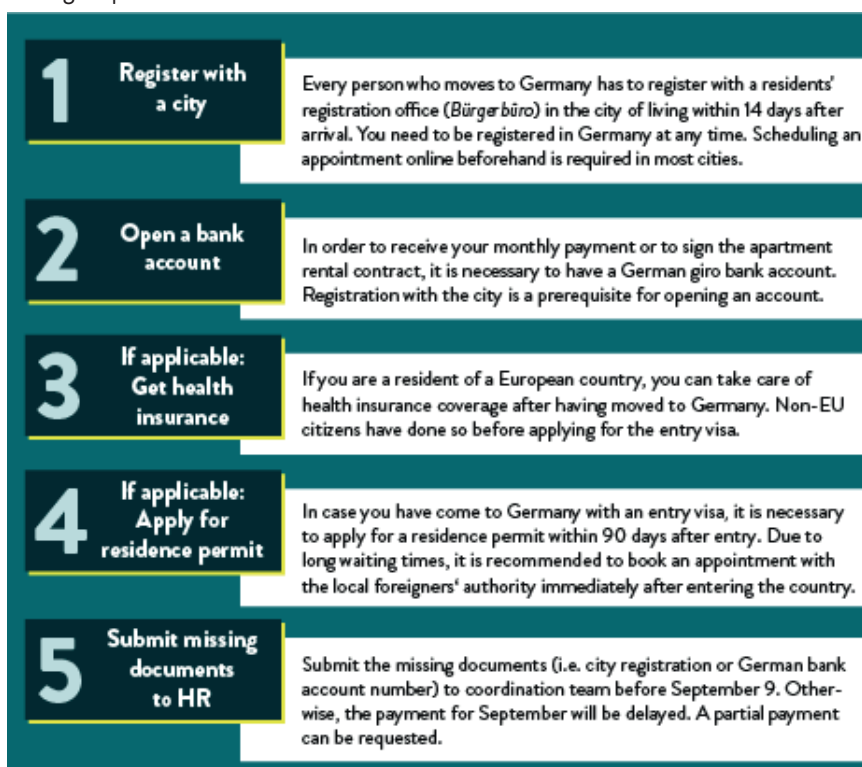 1
Register with
a city
Every person who moves to Germany has to register with a residents'
registration office (Bürgerbüro) in the city of living within 14 days after
arrival. You need to be registered in Germany at any time. Scheduling an
appointment online beforehand is required in most cities.
2
Open a bank
account
In order to receive your monthly payment or to sign the apartment
rental contract, it is necessary to have a German giro bank account.
Registration with the city is a prerequisite for opening an account.
3
If applicable:
Get health
insurance
If you are a resident of a European country, you can take care of
health insurance coverage after having moved to Germany. Non-EU
citizens have done so before applying for the entry visa.
4
If applicable:
Apply for
residence permit
In case you have come to Germany with an entry visa, it is necessary
to apply for a residence permit within 90 days after entry. Due to
long waiting times, it is recommended to book an appointment with
the local foreigners‘ authority immediately after entering the country.
5
Submit missing
documents
to HR
Submit the missing documents (i.e. city registration or German bank
account number) to coordination team before September 9. Other-
wise, the payment for September will be delayed. A partial payment
can be requested.